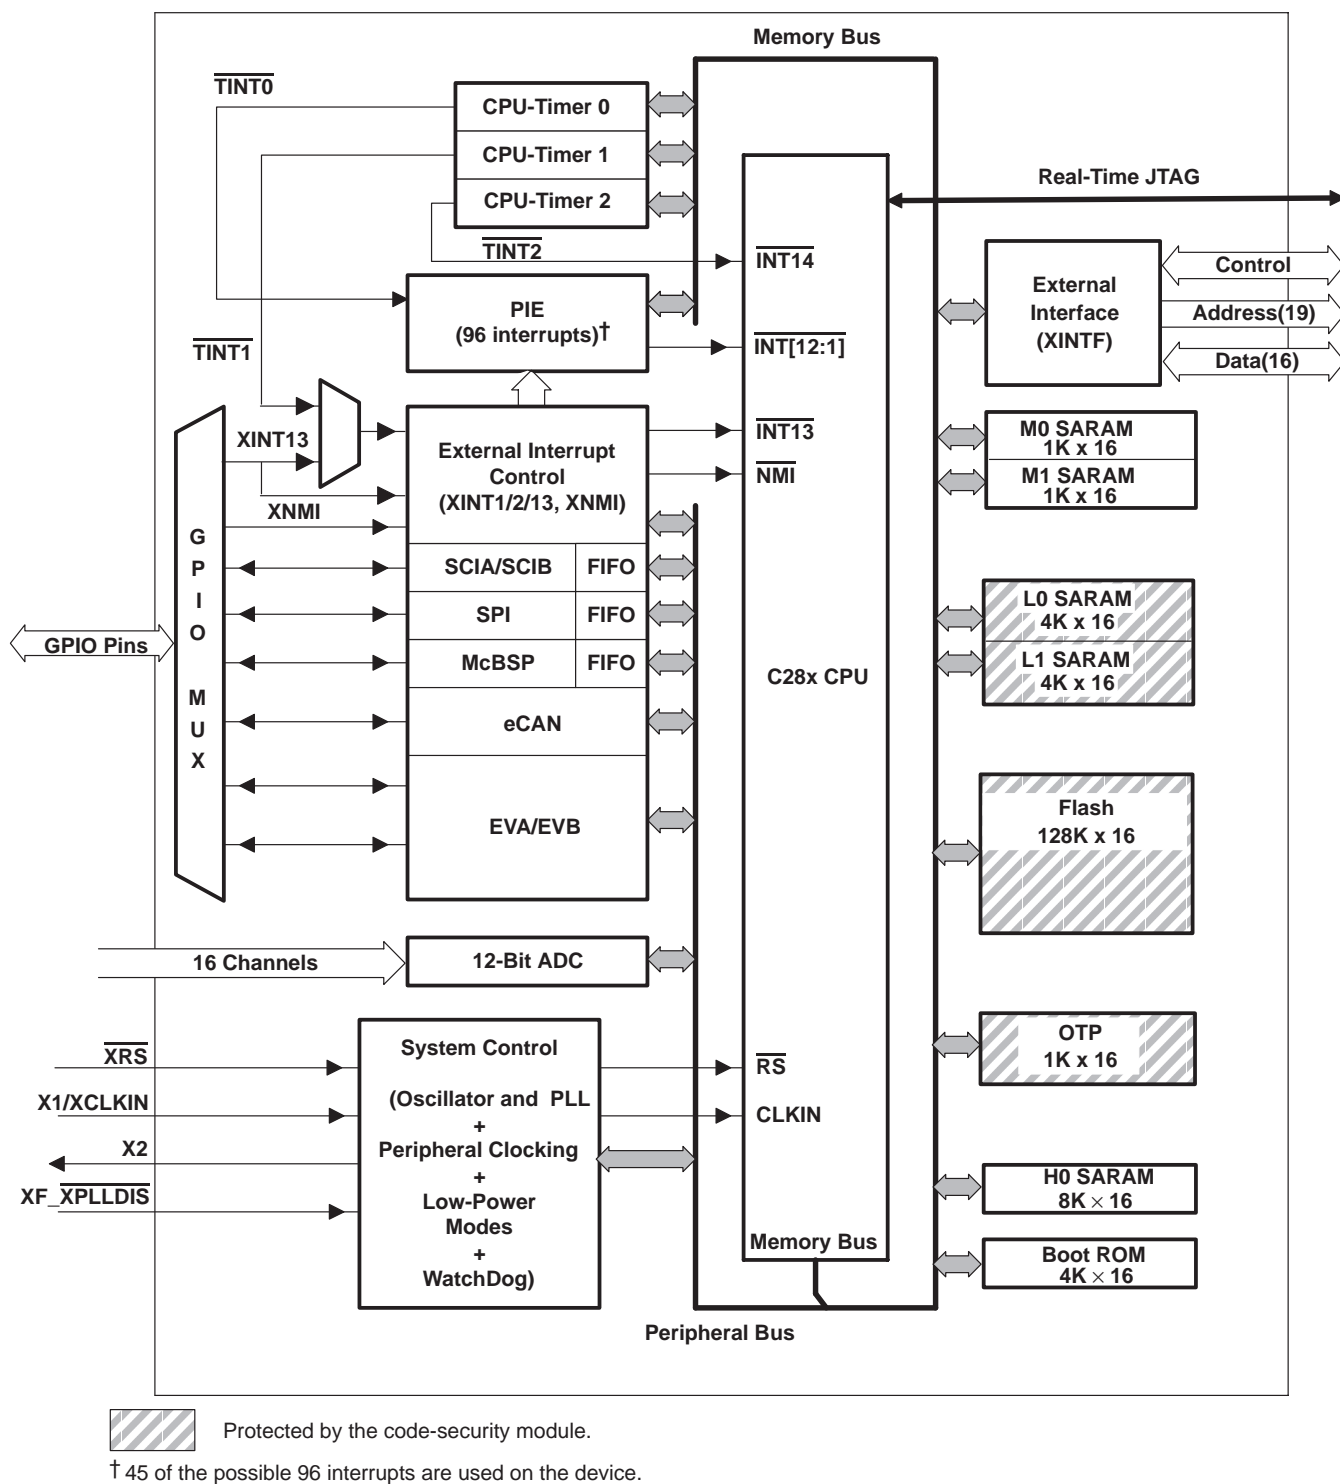 Memory Bus
TINT0
CPU-Timer 0
CPU-Timer 1
CPU-Timer 2
Real-Time JTAG
TINT2
INT14
Control
External
Interface
(XINTF)
Address(19)
Data(16)
PIE
(96 interrupts)†
INT[12:1]
TINT1
XINT13
External Interrupt
Control
(XINT1/2/13, XNMI)
INT13
NMI
XNMI
M0 SARAM
1K x 16
M1 SARAM
1K x 16
G
P
I
O
M
U
X
SCIA/SCIB
FIFO
SPI
FIFO
GPIO Pins
McBSP
FIFO
C28x CPU
L0 SARAM
4K x 16
L1 SARAM
4K x 16
eCAN
EVA/EVB
Flash
128K x 16
16 Channels
12-Bit ADC
XRS
X1/XCLKIN
X2
XF_XPLLDIS
System Control
(Oscillator and PLL
+
Peripheral Clocking
+
Low-Power
Modes
+
WatchDog)
RS
CLKIN
OTP
1K x 16
H0 SARAM
8K × 16
Memory Bus
Boot ROM
4K × 16
Peripheral Bus
Protected by the code-security module.
† 45 of the possible 96 interrupts are used on the device.